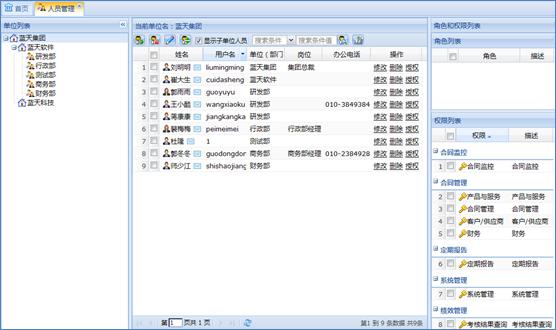 首页 人员管理
单位列表
蓝天集团
蓝天软件
研发部
行政部
测试部
商务部
财务部
蓝天科技
当前单位名：蓝天集团
显示子单位人员 搜索条件 搜索条件值
姓名 用户名 单位（部门 岗位 办公电话 操作
1 刘明明 liumingming 蓝天集团 集团总裁 修改 删除 授权
2 崔大生 cuidasheng 蓝天软件 修改 删除 授权
3 郭雨雨 guoyuyu 研发部 修改 删除 授权
4 王小酷 wangxiaoku 研发部 010-3849384 修改 删除 授权
5 蒋康康 jiangkangka 研发部 修改 删除 授权
6 裴梅梅 peimeimei 行政部 行政部经理 修改 删除 授权
7 杜隆 1 测试部 修改 删除 授权
8 郭冬冬 guodongdon 商务部 商务部经理 010-2384928 修改 删除 授权
9 师少江 shishaojiang 财务部 修改 删除 授权
第 1 页共 1 页 第1 到 9 条数据 共9条
角色和权限列表
角色列表
角色 描述
权限列表
权限 描述
合同监控
1 合同监控 合同监控
合同管理
2 产品与服务 产品与服务
3 合同管理 合同管理
4 客户/供应商 客户/供应商
5 财务 财务
定期报告
6 定期报告 定期报告
系统管理
7 系统管理 系统管理
绩效管理
8 考核结果查询 考核结果查询